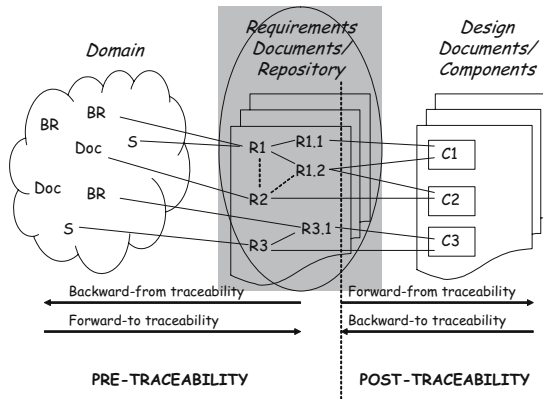 Domain
Requirements
Documents/
Repository
Design
Documents/
Components
BR
BR
S
Doc
Doc
BR
S
R1
R1.1
R1.2
R2
R3.1
R3
C1
C2
C3
Backward-from traceability
Forward-to traceability
Forward-from traceability
Backward-to traceability
PRE-TRACEABILITY
POST-TRACEABILITY